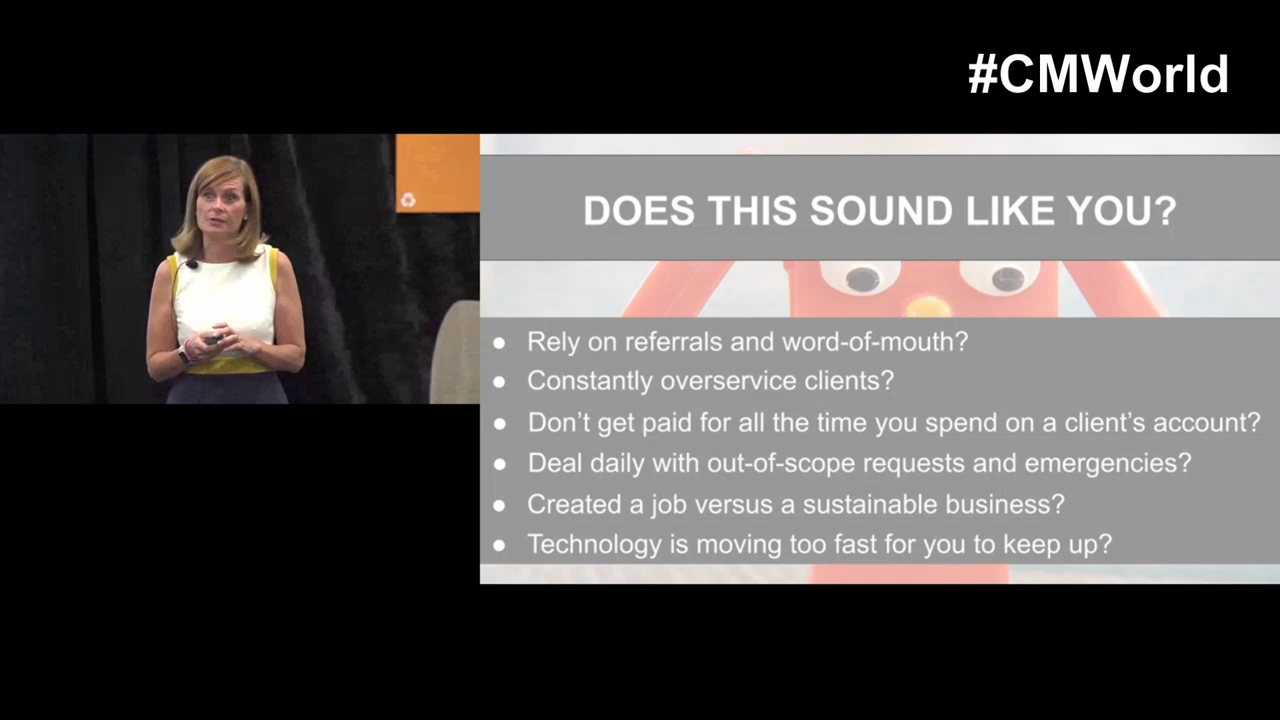 #CMWorld
DOES THIS SOUND LIKE YOU?
● Rely on referrals and word-of-mouth?
● Constantly overservice clients?
● Don’t get paid for all the time you spend on a client’s account?
● Deal daily with out-of-scope requests and emergencies?
● Created a job versus a sustainable business?
● Technology is moving too fast for you to keep up?